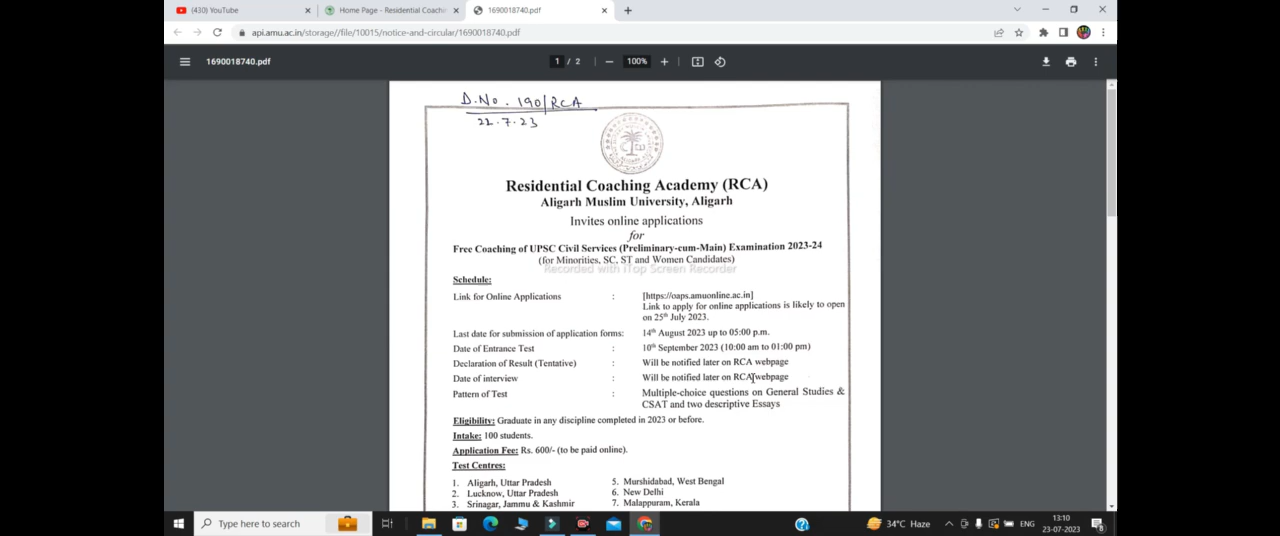 (430) YouTube
Home Page - Residential Coachi
1690018740.pdf
api.amu.ac.in/storage//file/10015/notice-and-circular/1690018740.pdf
1690018740.pdf
1 / 2
100%
D.No. 190/RCA
22.7.23
Residential Coaching Academy (RCA)
Aligarh Muslim University, Aligarh
Invites online applications
for
Free Coaching of UPSC Civil Services (Preliminary-cum-Main) Examination 2023-24
(for Minorities, SC, ST and Women Candidates)
Recorded with iTop Screen Recorder
Schedule:
Link for Online Applications : [https://oaps.amuonline.ac.in]
Link to apply for online applications is likely to open
on 25th July 2023.
Last date for submission of application forms: 14th August 2023 up to 05:00 p.m.
Date of Entrance Test : 10th September 2023 (10:00 am to 01:00 pm)
Declaration of Result (Tentative) : Will be notified later on RCA webpage
Date of interview : Will be notified later on RCA webpage
Pattern of Test : Multiple-choice questions on General Studies &
CSAT and two descriptive Essays
Eligibility: Graduate in any discipline completed in 2023 or before.
Intake: 100 students.
Application Fee: Rs. 600/- (to be paid online).
Test Centres:
1. Aligarh, Uttar Pradesh 5. Murshidabad, West Bengal
2. Lucknow, Uttar Pradesh 6. New Delhi
3. Srinagar, Jammu & Kashmir 7. Malappuram, Kerala
Type here to search
34°C Haze
ENG
13:10
23-07-2023